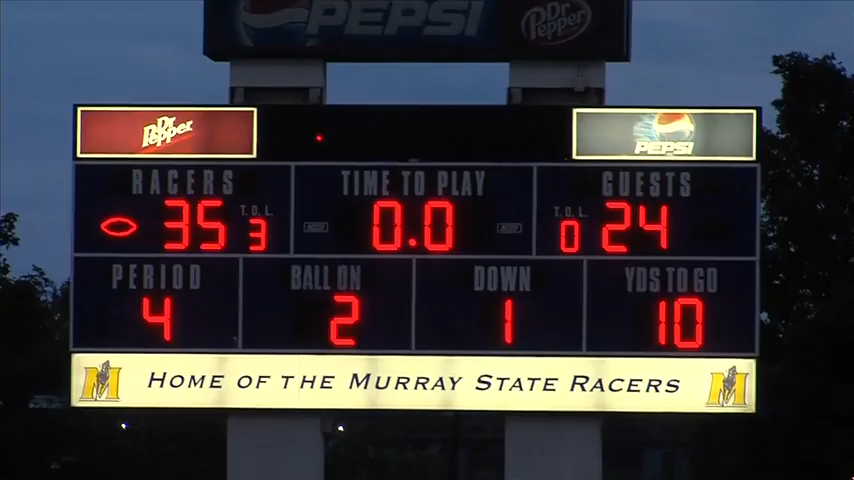 PEPSI Dr Pepper
Dr Pepper PEPSI
RACERS TIME TO PLAY GUESTS
35 T.O.L. 3 0.0 T.O.L. 0 24
PERIOD BALL ON DOWN YDS TO GO
4 2 1 10
M HOME OF THE MURRAY STATE RACERS M